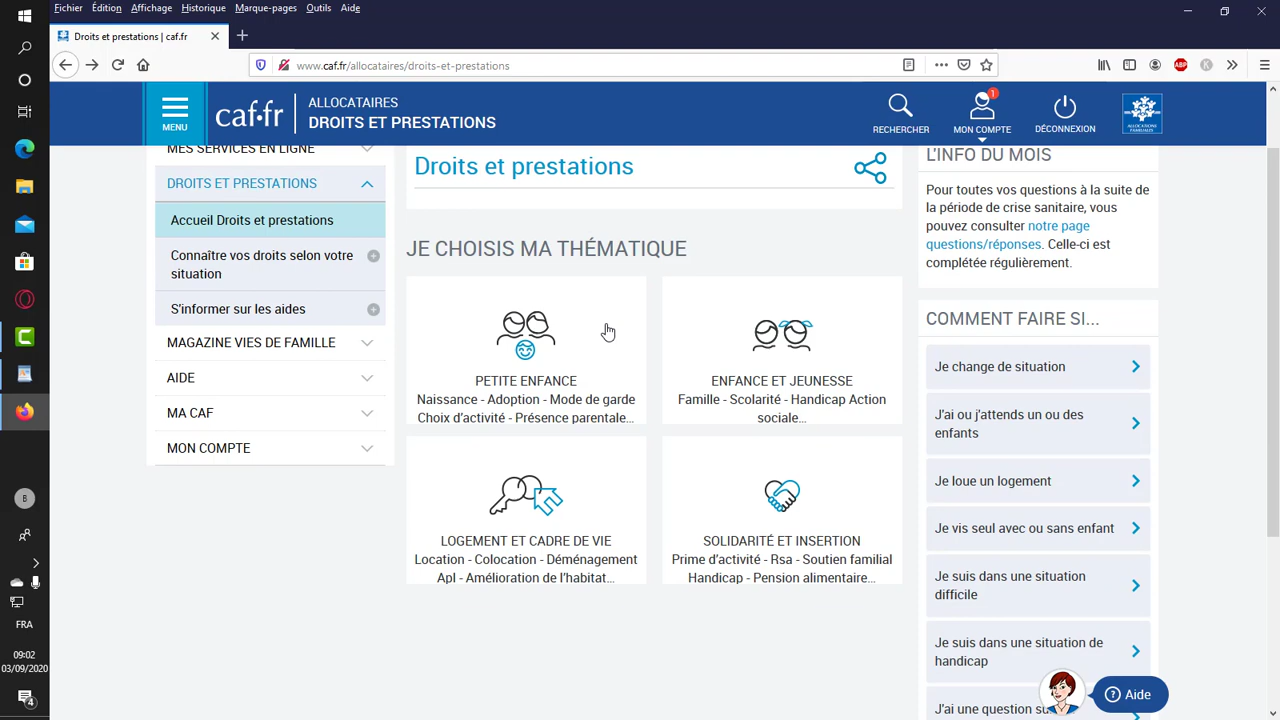 Fichier Édition Affichage Historique Marque-pages Outils Aide
Droits et prestations | caf.fr
www.caf.fr/allocataires/droits-et-prestations
ABP
K
MENU
caf·fr
ALLOCATAIRES
DROITS ET PRESTATIONS
RECHERCHER
1
MON COMPTE
DÉCONNEXION
ALLOCATIONS
FAMILIALES
MES SERVICES EN LIGNE
DROITS ET PRESTATIONS
Accueil Droits et prestations
Connaître vos droits selon votre
situation
S'informer sur les aides
MAGAZINE VIES DE FAMILLE
AIDE
MA CAF
MON COMPTE
Droits et prestations
JE CHOISIS MA THÉMATIQUE
PETITE ENFANCE
Naissance - Adoption - Mode de garde
Choix d'activité - Présence parentale...
ENFANCE ET JEUNESSE
Famille - Scolarité - Handicap Action
sociale...
LOGEMENT ET CADRE DE VIE
Location - Colocation - Déménagement
Apl - Amélioration de l'habitat...
SOLIDARITÉ ET INSERTION
Prime d'activité - Rsa - Soutien familial
Handicap - Pension alimentaire...
L'INFO DU MOIS
Pour toutes vos questions à la suite de
la période de crise sanitaire, vous
pouvez consulter notre page
questions/réponses. Celle-ci est
complétée régulièrement.
COMMENT FAIRE SI...
Je change de situation
J'ai ou j'attends un ou des
enfants
Je loue un logement
Je vis seul avec ou sans enfant
Je suis dans une situation
difficile
Je suis dans une situation de
handicap
J'ai une question
Aide
B
FRA
09:02
03/09/2020
4